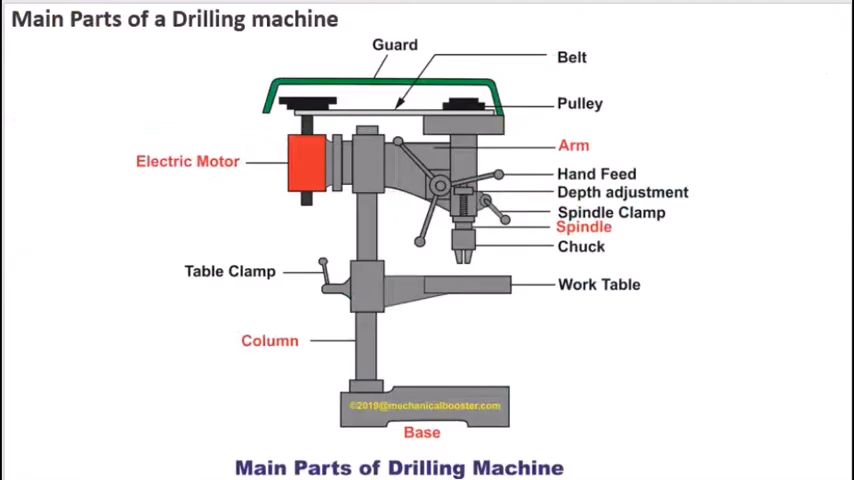 Main Parts of a Drilling machine
Guard
Belt
Pulley
Arm
Electric Motor
Hand Feed
Depth adjustment
Spindle Clamp
Spindle
Chuck
Table Clamp
Work Table
Column
©2019@mechanicalbooster.com
Base
Main Parts of Drilling Machine